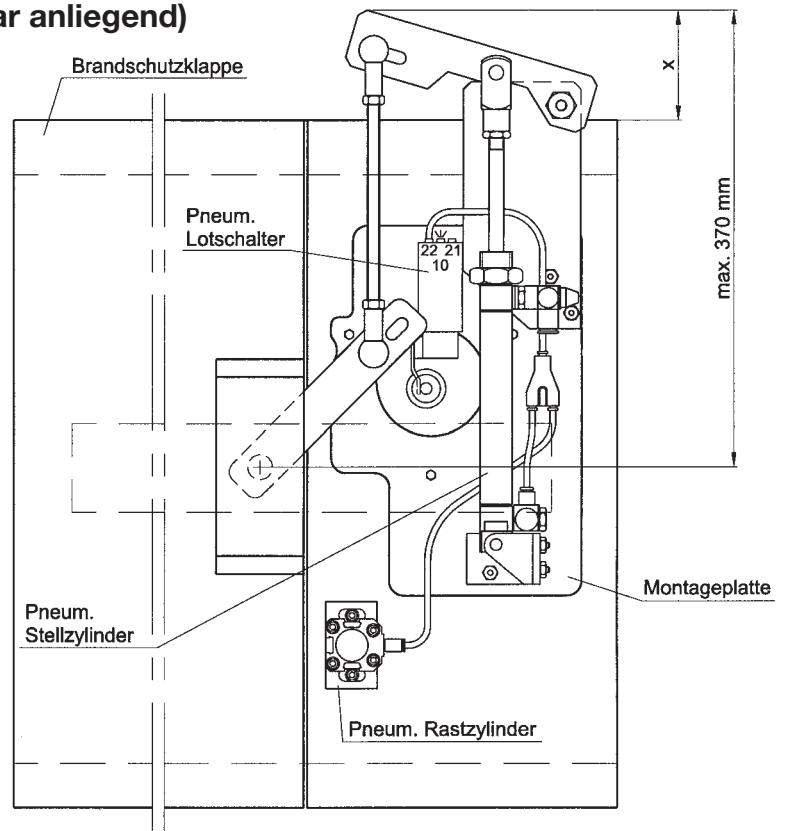 ar anliegend)
Brandschutzklappe
x
Pneum.
Lotschalter
22 21
10
max. 370 mm
Montageplatte
Pneum.
Stellzylinder
Pneum. Rastzylinder